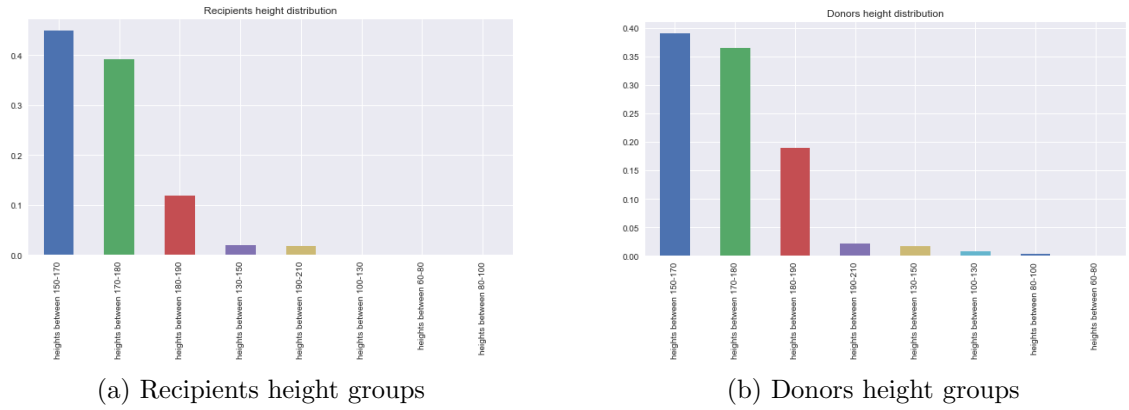 Recipients height distribution
0.4
0.3
0.2
0.1
0.0
heights between 150-170
heights between 170-180
heights between 180-190
heights between 130-150
heights between 190-210
heights between 100-130
heights between 60-80
heights between 80-100
(a) Recipients height groups
Donors height distribution
0.40
0.35
0.30
0.25
0.20
0.15
0.10
0.05
0.00
heights between 150-170
heights between 170-180
heights between 180-190
heights between 190-210
heights between 130-150
heights between 100-130
heights between 80-100
heights between 60-80
(b) Donors height groups